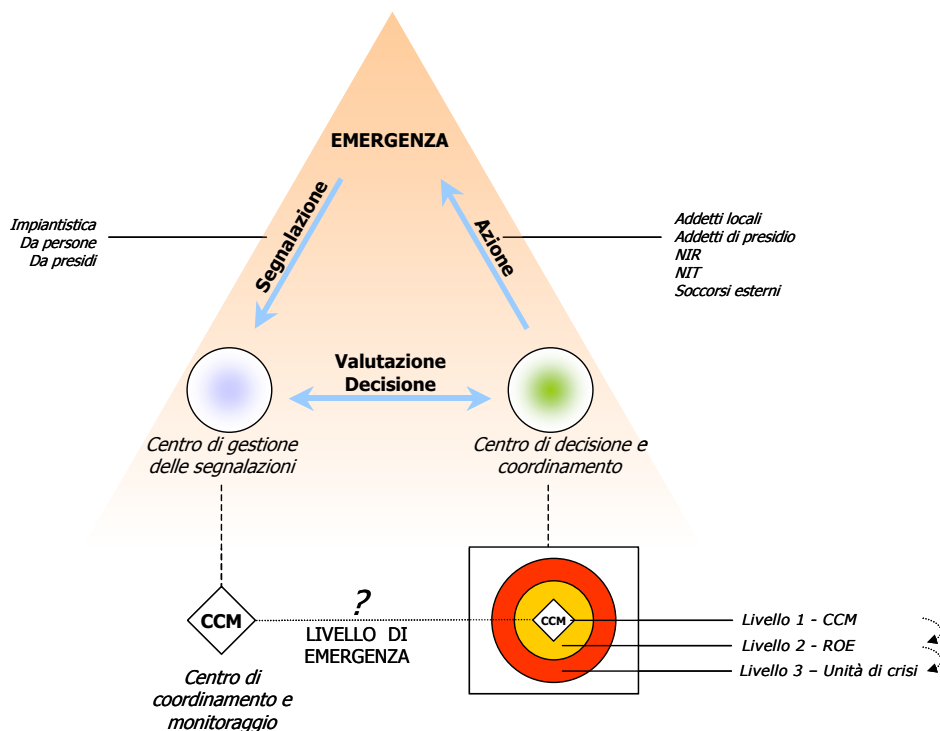 EMERGENZA
Segnalazione
Azione
Impiantistica
Da persone
Da presidi
Addetti locali
Addetti di presidio
NIR
NIT
Soccorsi esterni
Valutazione
Decisione
Centro di gestione
delle segnalazioni
Centro di decisione e
coordinamento
CCM
?
LIVELLO DI
EMERGENZA
Centro di
coordinamento e
monitoraggio
CCM
Livello 1 - CCM
Livello 2 - ROE
Livello 3 – Unità di crisi